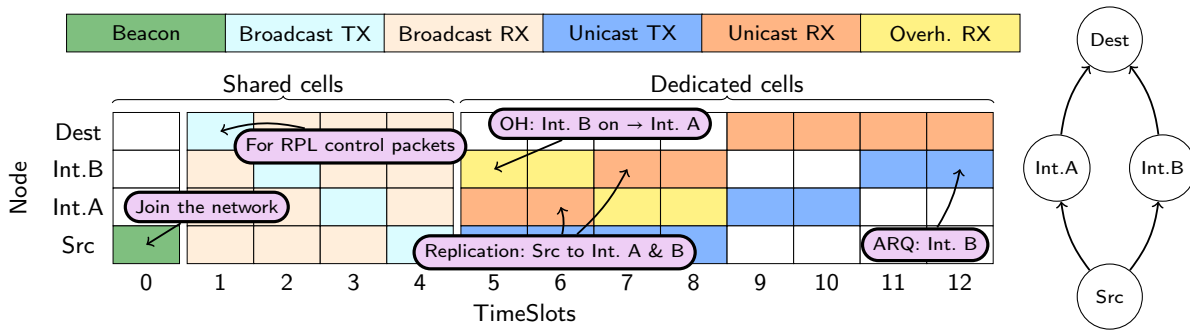 Beacon Broadcast TX Broadcast RX Unicast TX Unicast RX Overh. RX
Shared cells Dedicated cells
Node
Dest
Int.B
Int.A
Src
OH: Int. B on → Int. A
For RPL control packets
Join the network
Replication: Src to Int. A & B
ARQ: Int. B
0 1 2 3 4 5 6 7 8 9 10 11 12
TimeSlots
Dest
Int.A Int.B
Src